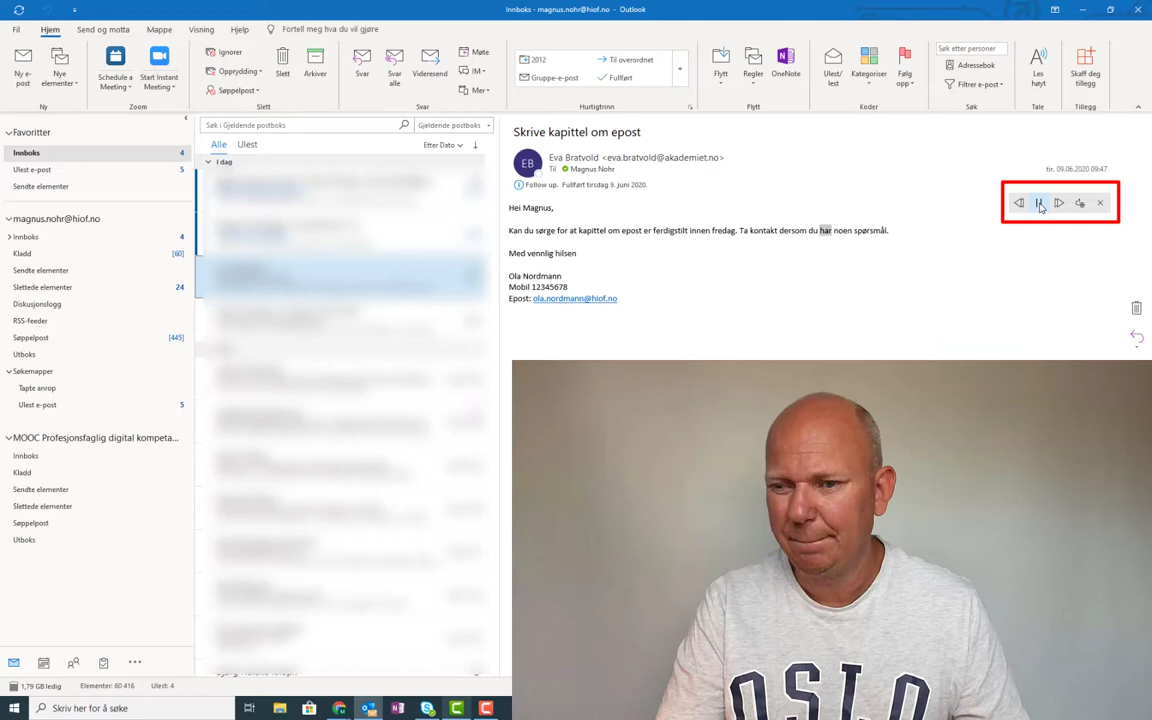 Innboks - magnus.nohr@hiof.no - Outlook
Fil Hjem Send og motta Mappe Visning Hjelp Fortell meg hva du vil gjøre
Ny e-post
Nye elementer
Schedule a Meeting
Start Instant Meeting
Ignorer
Opprydding
Søppelpost
Slett
Arkiver
Svar
Svar alle
Videresend
Møte
IM
Mer
2012
Til overordnet
Gruppe-e-post
Fullført
Flytt
Regler
OneNote
Ulest/ lest
Kategoriser
Følg opp
Søk etter personer
Adressebok
Filtrer e-post
Les høyt
Skaff deg tillegg
Ny Zoom Slett Svar Hurtigtrinn Flytt Koder Søk Tale Tillegg
Favoritter
Innboks 4
Ulest e-post 5
Sendte elementer
magnus.nohr@hiof.no
Innboks 4
Kladd [60]
Sendte elementer
Slettede elementer 24
Diskusjonslogg
RSS-feeder
Søppelpost [445]
Utboks
Søkemapper
Tapte anrop
Ulest e-post 5
MOOC Profesjonsfaglig digital kompeta...
Innboks
Kladd
Sendte elementer
Slettede elementer
Søppelpost
Utboks
Søk i Gjeldende postboks Gjeldende postboks
Alle Ulest Etter Dato
I dag
Skrive kapittel om epost
EB
Eva Bratvold <eva.bratvold@akademiet.no>
Til Magnus Nohr
tir. 09.06.2020 09:47
Follow up. Fullført tirsdag 9. juni 2020.
Hei Magnus,
Kan du sørge for at kapittel om epost er ferdigstilt innen fredag. Ta kontakt dersom du har noen spørsmål.
Med vennlig hilsen
Ola Nordmann
Mobil 12345678
Epost: ola.nordmann@hiof.no
1,79 GB ledig Elementer: 60 416 Ulest: 4
Skriv her for å søke
OSLO